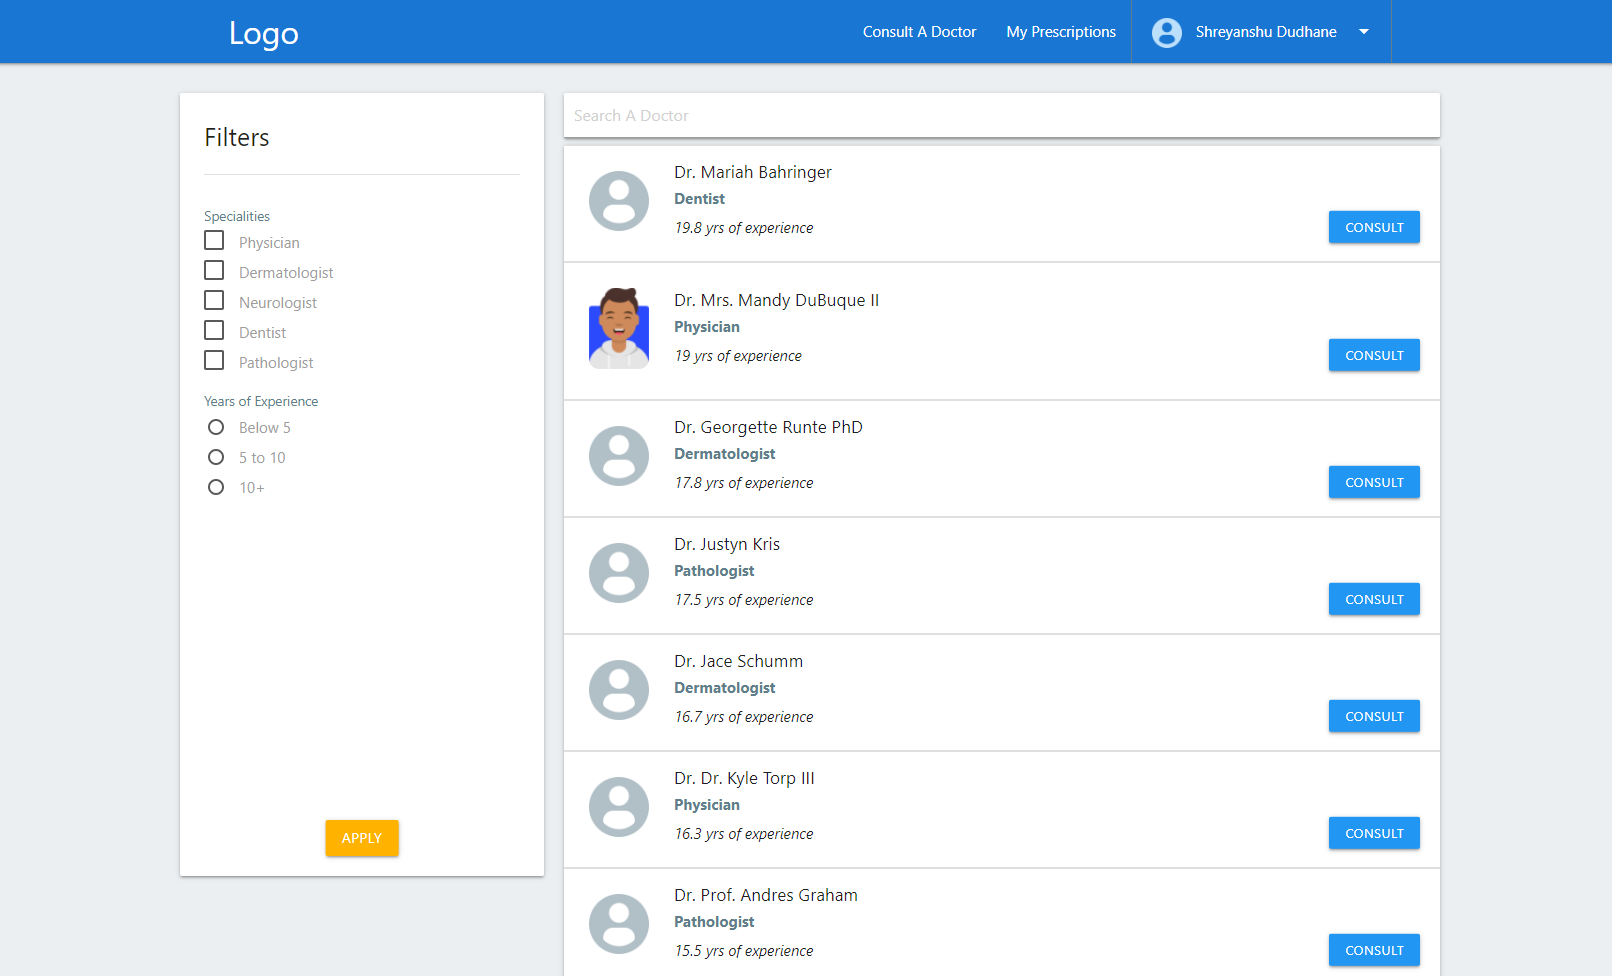 Logo
Consult A Doctor
My Prescriptions
Shreyanshu Dudhane
Filters
Specialities
Physician
Dermatologist
Neurologist
Dentist
Pathologist
Years of Experience
Below 5
5 to 10
10+
APPLY
Search A Doctor
Dr. Mariah Bahringer
Dentist
19.8 yrs of experience
CONSULT
Dr. Mrs. Mandy DuBuque II
Physician
19 yrs of experience
CONSULT
Dr. Georgette Runte PhD
Dermatologist
17.8 yrs of experience
CONSULT
Dr. Justyn Kris
Pathologist
17.5 yrs of experience
CONSULT
Dr. Jace Schumm
Dermatologist
16.7 yrs of experience
CONSULT
Dr. Dr. Kyle Torp III
Physician
16.3 yrs of experience
CONSULT
Dr. Prof. Andres Graham
Pathologist
15.5 yrs of experience
CONSULT